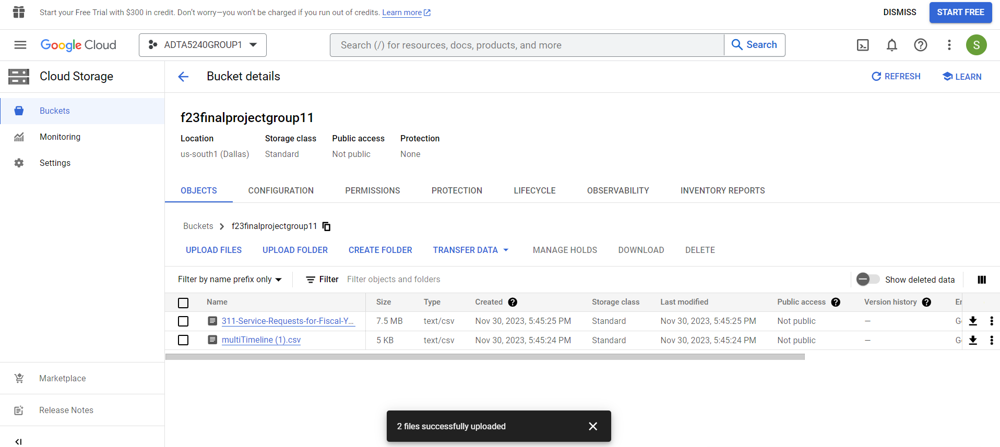 Start your Free Trial with $300 in credit. Don’t worry—you won’t be charged if you run out of credits. Learn more
DISMISS
START FREE
Google Cloud
ADTA5240GROUP1
Search (/) for resources, docs, products, and more
Search
S
Cloud Storage
Bucket details
REFRESH
LEARN
Buckets
Monitoring
Settings
f23finalprojectgroup11
Location Storage class Public access Protection
us-south1 (Dallas) Standard Not public None
OBJECTS CONFIGURATION PERMISSIONS PROTECTION LIFECYCLE OBSERVABILITY INVENTORY REPORTS
Buckets f23finalprojectgroup11
UPLOAD FILES UPLOAD FOLDER CREATE FOLDER TRANSFER DATA MANAGE HOLDS DOWNLOAD DELETE
Filter by name prefix only Filter Filter objects and folders Show deleted data
Name Size Type Created Storage class Last modified Public access Version history
311-Service-Requests-for-Fiscal-Y... 7.5 MB text/csv Nov 30, 2023, 5:45:25 PM Standard Nov 30, 2023, 5:45:25 PM Not public —
multiTimeline (1).csv 5 KB text/csv Nov 30, 2023, 5:45:24 PM Standard Nov 30, 2023, 5:45:24 PM Not public —
Marketplace
Release Notes
2 files successfully uploaded